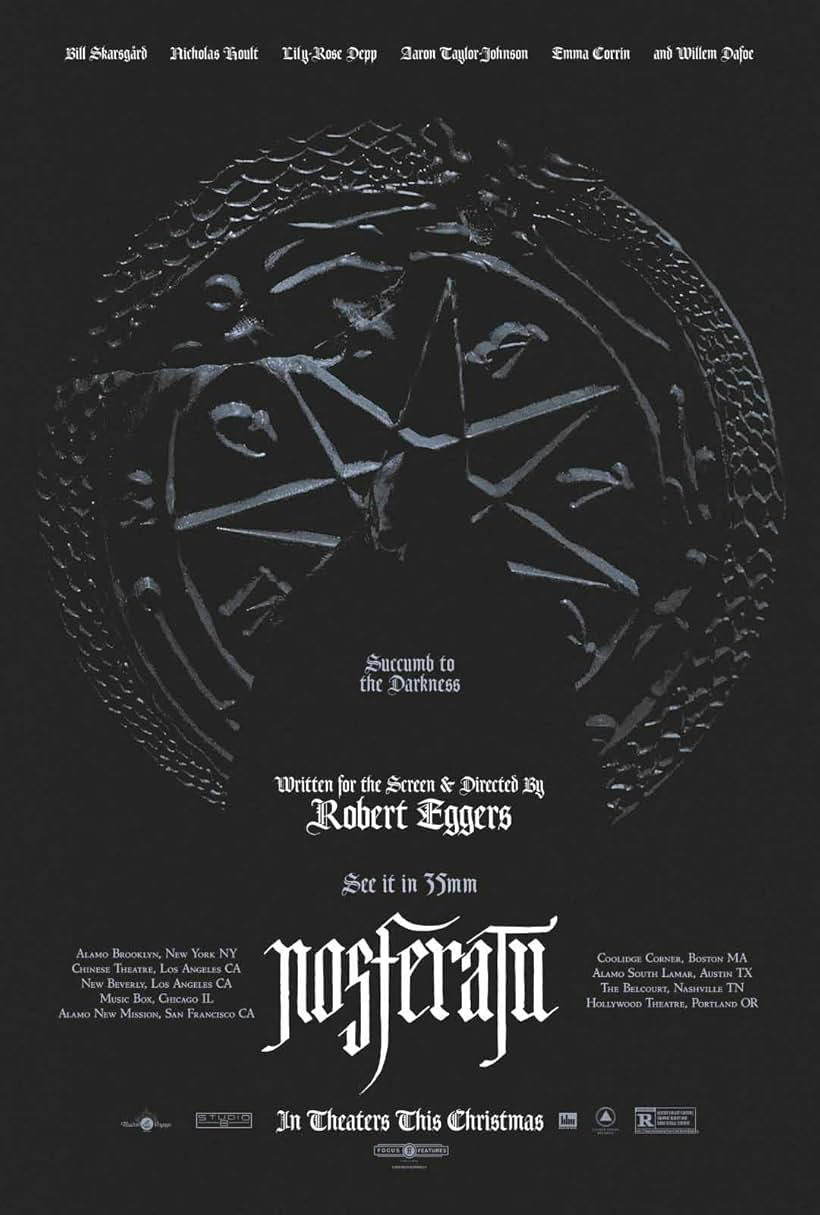 Bill Skarsgård Nicholas Hoult Lily-Rose Depp Aaron Taylor-Johnson Emma Corrin and Willem Dafoe
Succumb to
the Darkness
Written for the Screen & Directed By
Robert Eggers
See it in 35mm
nosferatu
Alamo Brooklyn, New York NY
Chinese Theatre, Los Angeles CA
New Beverly, Los Angeles CA
Music Box, Chicago IL
Alamo New Mission, San Francisco CA
Coolidge Corner, Boston MA
Alamo South Lamar, Austin TX
The Belcourt, Nashville TN
Hollywood Theatre, Portland OR
STUDIO 8
In Theaters This Christmas
R
FOCUS FEATURES